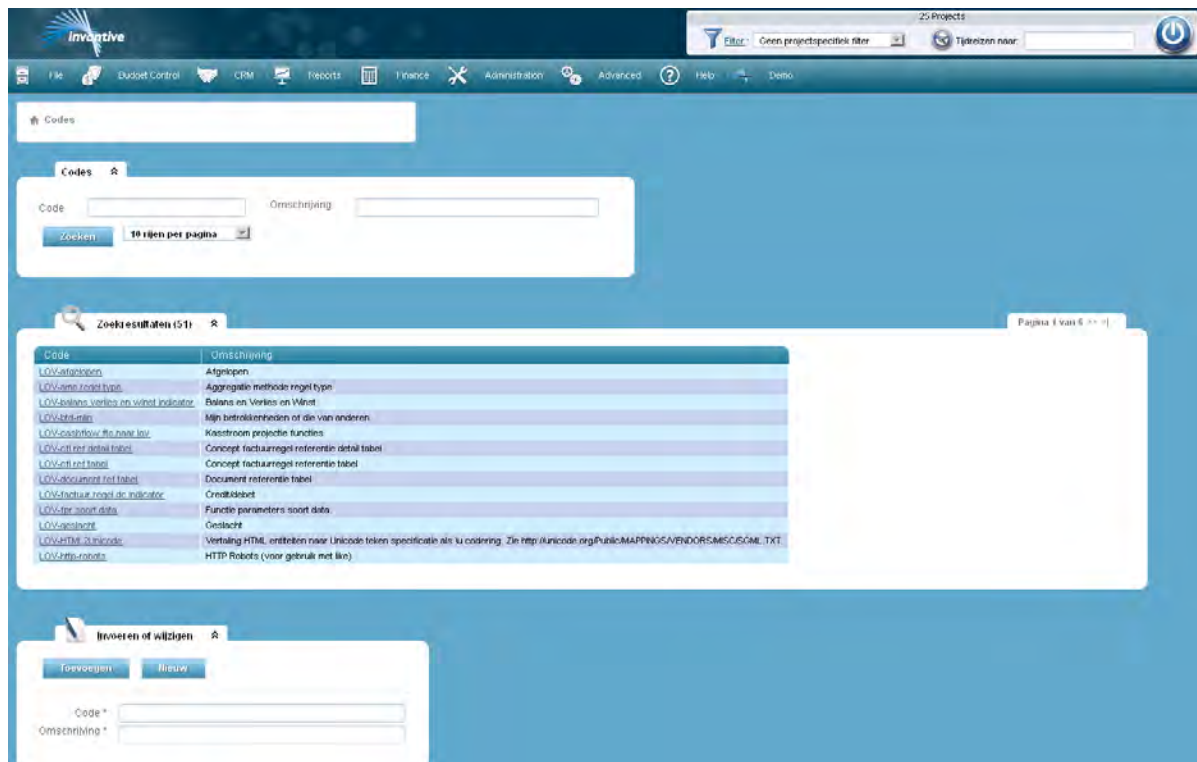 invantive
25 Projects
Filter: Geen projectspecifiek filter
Tijdreizen naar:
File Budget Control CRM Reports Finance Administration Advanced Help Demo
Codes
Codes
Code Omschrijving
Zoeken 10 rijen per pagina
Zoekresultaten (51)
Pagina 1 van 6 >> >|
Code Omschrijving
LOV-afgelopen Afgelopen
LOV-ame regel type Aggregatie methode regel type
LOV-balans verlies en winst indicator Balans en Verlies en Winst
LOV-btd-mijn Mijn betrokkenheden of die van anderen
LOV-cashflow fte naar lov Kasstroom projectie functies
LOV-cfl ref detail tabel Concept factuurregel referentie detail tabel
LOV-cfl ref tabel Concept factuurregel referentie tabel
LOV-document ref tabel Document referentie tabel
LOV-factuur regel dc indicator Credit/debet
LOV-fpr soort data Functie parameters soort data
LOV-geslacht Geslacht
LOV-HTML2Unicode Vertaling HTML entiteiten naar Unicode teken specificatie als \u codering. Zie http://unicode.org/Public/MAPPINGS/VENDORS/MISC/SGML.TXT
LOV-http-robots HTTP Robots (voor gebruik met like)
Invoeren of wijzigen
Toevoegen Nieuw
Code *
Omschrijving *